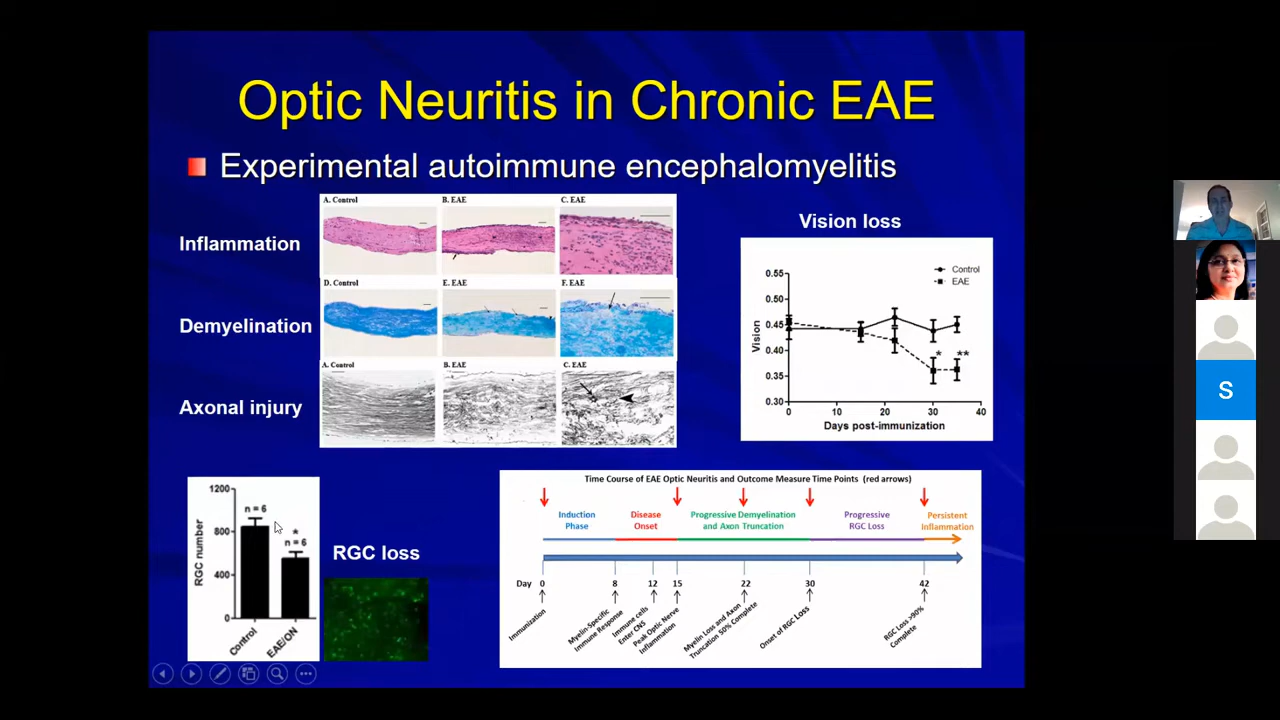 Optic Neuritis in Chronic EAE
Experimental autoimmune encephalomyelitis
A. Control
B. EAE
C. EAE
Inflammation
D. Control
E. EAE
F. EAE
Demyelination
A. Control
B. EAE
C. EAE
Axonal injury
Vision loss
Control
EAE
0.55
0.50
0.45
0.40
0.35
0.30
Vision
*
**
0
10
20
30
40
Days post-immunization
1200
800
400
0
RGC number
n = 6
*
n = 6
Control
EAE/ON
RGC loss
Time Course of EAE Optic Neuritis and Outcome Measure Time Points (red arrows)
Induction
Phase
Disease
Onset
Progressive Demyelination
and Axon Truncation
Progressive
RGC Loss
Persistent
Inflammation
Day
0
8
12
15
22
30
42
Immunization
Myelin-Specific
Immune Response
Immune cells
Enter CNS
Peak Optic Nerve
Inflammation
Myelin Loss and Axon
Truncation 50% Complete
Onset of RGC Loss
RGC Loss >90%
Complete
S